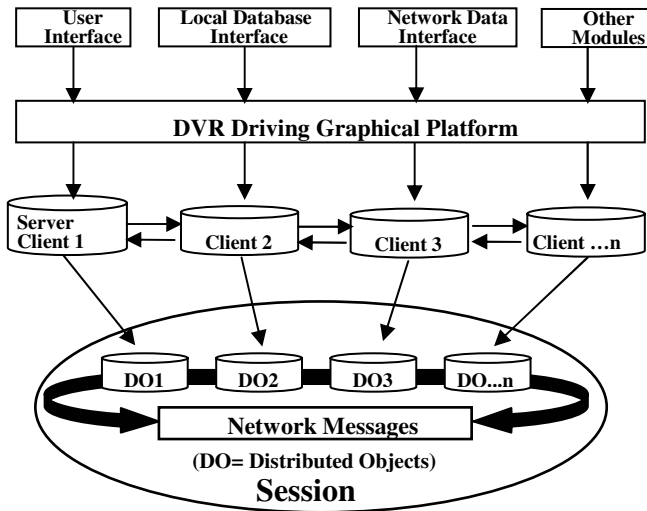 User
Interface
Local Database
Interface
Network Data
Interface
Other
Modules
DVR Driving Graphical Platform
Server
Client 1
Client 2
Client 3
Client …n
DO1
DO2
DO3
DO...n
Network Messages
(DO= Distributed Objects)
Session